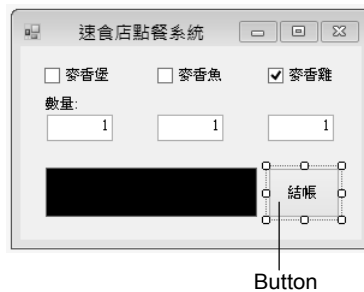 速食店點餐系統
麥香堡 麥香魚 麥香雞
數量:
1 1 1
結帳
Button